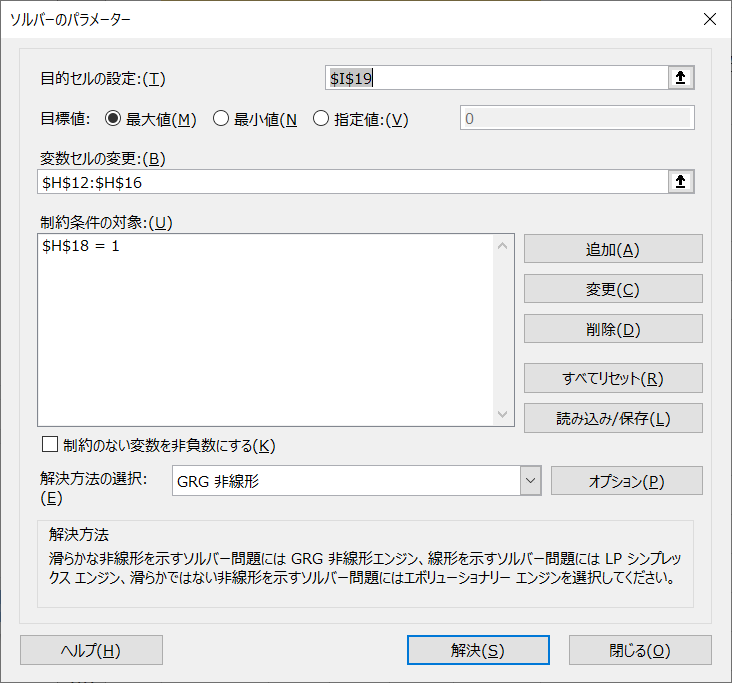 ソルバーのパラメーター
目的セルの設定:(T)
$I$19
目標値:
最大値(M)
最小値(N
指定値:(V)
0
変数セルの変更:(B)
$H$12:$H$16
制約条件の対象:(U)
$H$18 = 1
追加(A)
変更(C)
削除(D)
すべてリセット(R)
読み込み/保存(L)
制約のない変数を非負数にする(K)
解決方法の選択:
(E)
GRG 非線形
オプション(P)
解決方法
滑らかな非線形を示すソルバー問題には GRG 非線形エンジン、線形を示すソルバー問題には LP シンプレッ
クス エンジン、滑らかではない非線形を示すソルバー問題にはエボリューショナリー エンジンを選択してください。
ヘルプ(H)
解決(S)
閉じる(O)